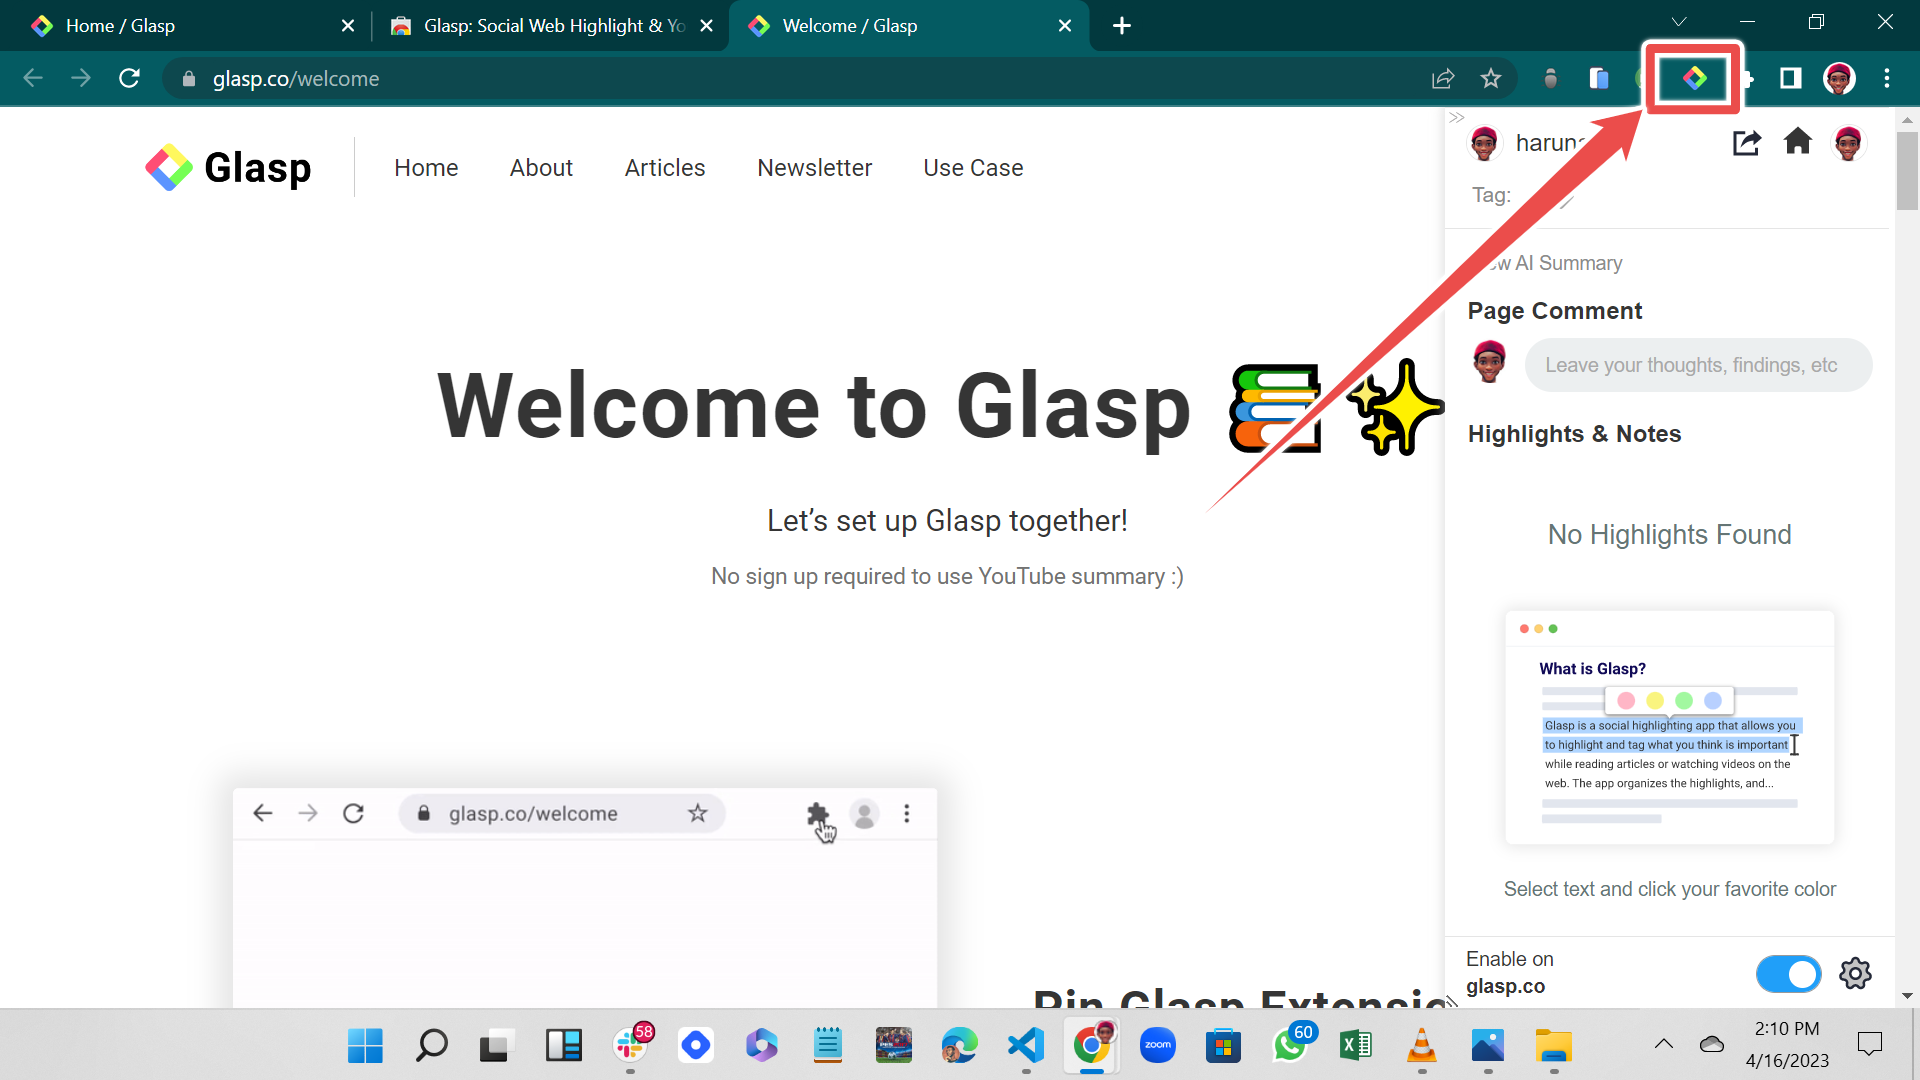 Home / Glasp
Glasp: Social Web Highlight & Yo
Welcome / Glasp
glasp.co/welcome
Glasp
Home
About
Articles
Newsletter
Use Case
haruna
Tag:
AI Summary
Page Comment
Leave your thoughts, findings, etc
Highlights & Notes
No Highlights Found
Welcome to Glasp
Let's set up Glasp together!
No sign up required to use YouTube summary :)
What is Glasp?
Glasp is a social highlighting app that allows you
to highlight and tag what you think is important
while reading articles or watching videos on the
web. The app organizes the highlights, and...
Select text and click your favorite color
glasp.co/welcome
Pin Glasp Extensio
Enable on
glasp.co
58
zoom
60
2:10 PM
4/16/2023